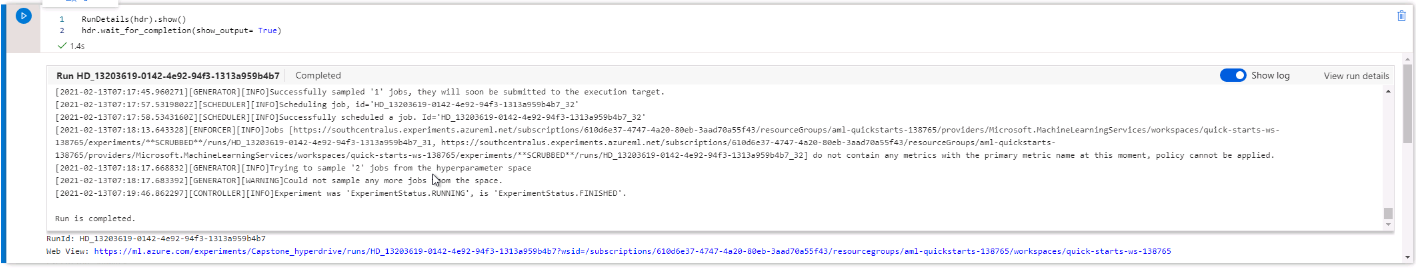 1 RunDetails(hdr).show()
2 hdr.wait_for_completion(show_output= True)
1.4s
Run HD_13203619-0142-4e92-94f3-1313a959b4b7 Completed Show log View run details
[2021-02-13T07:17:45.960271][GENERATOR][INFO]Successfully sampled '1' jobs, they will soon be submitted to the execution target.
[2021-02-13T07:17:57.5319802Z][SCHEDULER][INFO]Scheduling job, id='HD_13203619-0142-4e92-94f3-1313a959b4b7_32'
[2021-02-13T07:17:58.5343160Z][SCHEDULER][INFO]Successfully scheduled a job. Id='HD_13203619-0142-4e92-94f3-1313a959b4b7_32'
[2021-02-13T07:18:13.643328][ENFORCER][INFO]Jobs [https://southcentralus.experiments.azureml.net/subscriptions/610d6e37-4747-4a20-80eb-3aad70a55f43/resourceGroups/aml-quickstarts-138765/providers/Microsoft.MachineLearningServices/workspaces/quick-starts-ws-
138765/experiments/**SCRUBBED**/runs/HD_13203619-0142-4e92-94f3-1313a959b4b7_31, https://southcentralus.experiments.azureml.net/subscriptions/610d6e37-4747-4a20-80eb-3aad70a55f43/resourceGroups/aml-quickstarts-
138765/providers/Microsoft.MachineLearningServices/workspaces/quick-starts-ws-138765/experiments/**SCRUBBED**/runs/HD_13203619-0142-4e92-94f3-1313a959b4b7_32] do not contain any metrics with the primary metric name at this moment, policy cannot be applied.
[2021-02-13T07:18:17.668832][GENERATOR][INFO]Trying to sample '2' jobs from the hyperparameter space
[2021-02-13T07:18:17.683392][GENERATOR][WARNING]Could not sample any more jobs from the space.
[2021-02-13T07:19:46.862297][CONTROLLER][INFO]Experiment was 'ExperimentStatus.RUNNING', is 'ExperimentStatus.FINISHED'.
Run is completed.
RunId: HD_13203619-0142-4e92-94f3-1313a959b4b7
Web View: https://ml.azure.com/experiments/Capstone_hyperdrive/runs/HD_13203619-0142-4e92-94f3-1313a959b4b7?wsid=/subscriptions/610d6e37-4747-4a20-80eb-3aad70a55f43/resourcegroups/aml-quickstarts-138765/workspaces/quick-starts-ws-138765